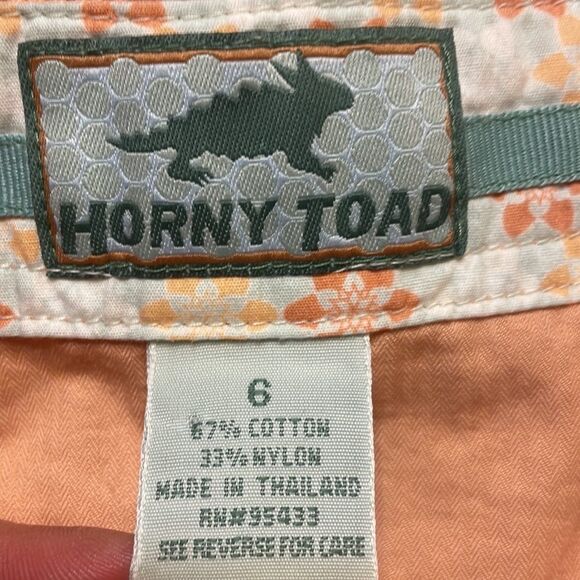 HORNY TOAD
6
67% COTTON
33% NYLON
MADE IN THAILAND
RN#95433
SEE REVERSE FOR CARE